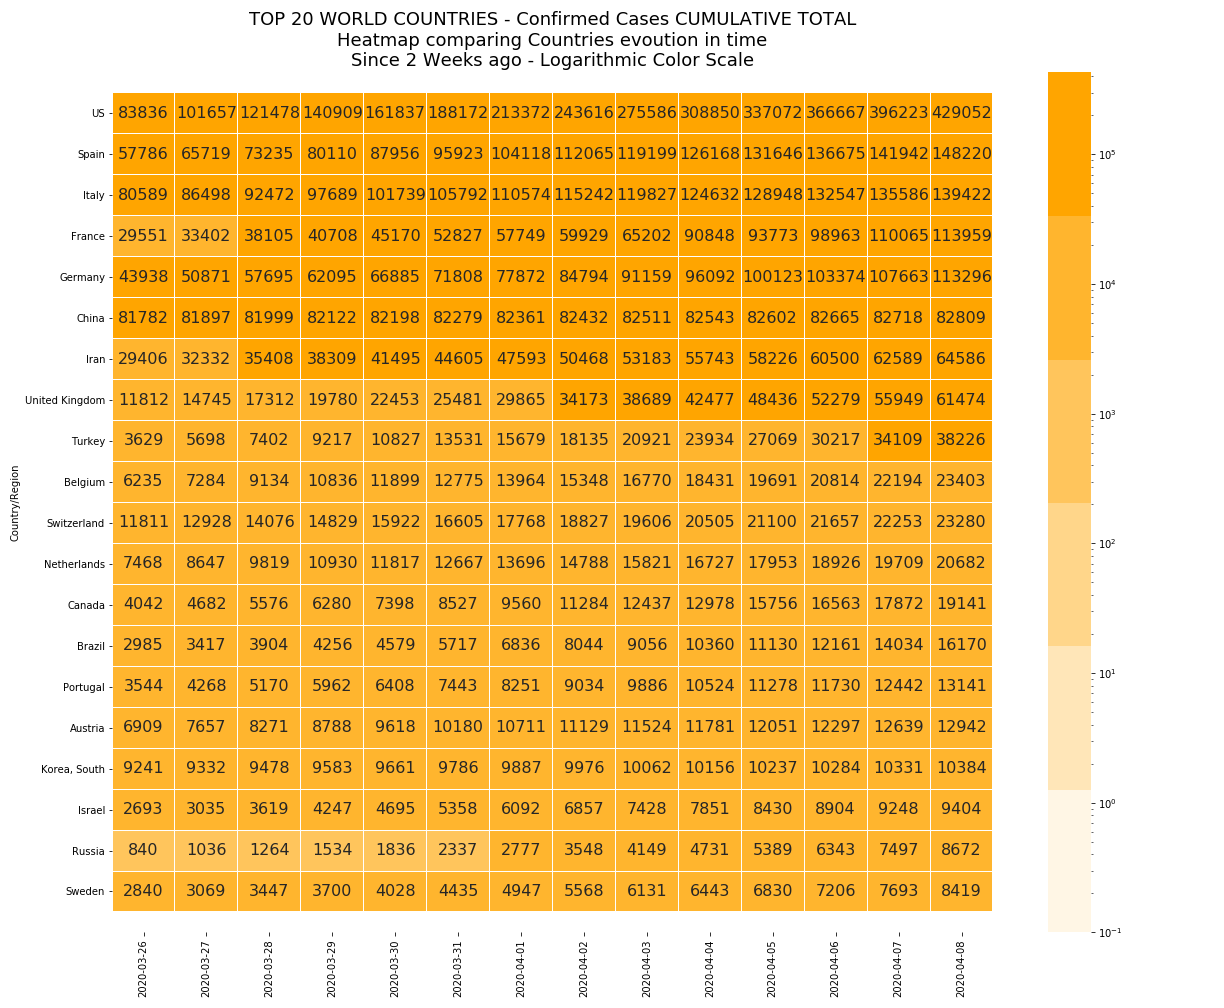 TOP 20 WORLD COUNTRIES - Confirmed Cases CUMULATIVE TOTAL
Heatmap comparing Countries evoution in time
Since 2 Weeks ago - Logarithmic Color Scale
Country/Region
US 83836 101657 121478 140909 161837 188172 213372 243616 275586 308850 337072 366667 396223 429052
Spain 57786 65719 73235 80110 87956 95923 104118 112065 119199 126168 131646 136675 141942 148220
Italy 80589 86498 92472 97689 101739 105792 110574 115242 119827 124632 128948 132547 135586 139422
France 29551 33402 38105 40708 45170 52827 57749 59929 65202 90848 93773 98963 110065 113959
Germany 43938 50871 57695 62095 66885 71808 77872 84794 91159 96092 100123 103374 107663 113296
China 81782 81897 81999 82122 82198 82279 82361 82432 82511 82543 82602 82665 82718 82809
Iran 29406 32332 35408 38309 41495 44605 47593 50468 53183 55743 58226 60500 62589 64586
United Kingdom 11812 14745 17312 19780 22453 25481 29865 34173 38689 42477 48436 52279 55949 61474
Turkey 3629 5698 7402 9217 10827 13531 15679 18135 20921 23934 27069 30217 34109 38226
Belgium 6235 7284 9134 10836 11899 12775 13964 15348 16770 18431 19691 20814 22194 23403
Switzerland 11811 12928 14076 14829 15922 16605 17768 18827 19606 20505 21100 21657 22253 23280
Netherlands 7468 8647 9819 10930 11817 12667 13696 14788 15821 16727 17953 18926 19709 20682
Canada 4042 4682 5576 6280 7398 8527 9560 11284 12437 12978 15756 16563 17872 19141
Brazil 2985 3417 3904 4256 4579 5717 6836 8044 9056 10360 11130 12161 14034 16170
Portugal 3544 4268 5170 5962 6408 7443 8251 9034 9886 10524 11278 11730 12442 13141
Austria 6909 7657 8271 8788 9618 10180 10711 11129 11524 11781 12051 12297 12639 12942
Korea, South 9241 9332 9478 9583 9661 9786 9887 9976 10062 10156 10237 10284 10331 10384
Israel 2693 3035 3619 4247 4695 5358 6092 6857 7428 7851 8430 8904 9248 9404
Russia 840 1036 1264 1534 1836 2337 2777 3548 4149 4731 5389 6343 7497 8672
Sweden 2840 3069 3447 3700 4028 4435 4947 5568 6131 6443 6830 7206 7693 8419
2020-03-26 2020-03-27 2020-03-28 2020-03-29 2020-03-30 2020-03-31 2020-04-01 2020-04-02 2020-04-03 2020-04-04 2020-04-05 2020-04-06 2020-04-07 2020-04-08
10⁵
10⁴
10³
10²
10¹
10⁰
10⁻¹